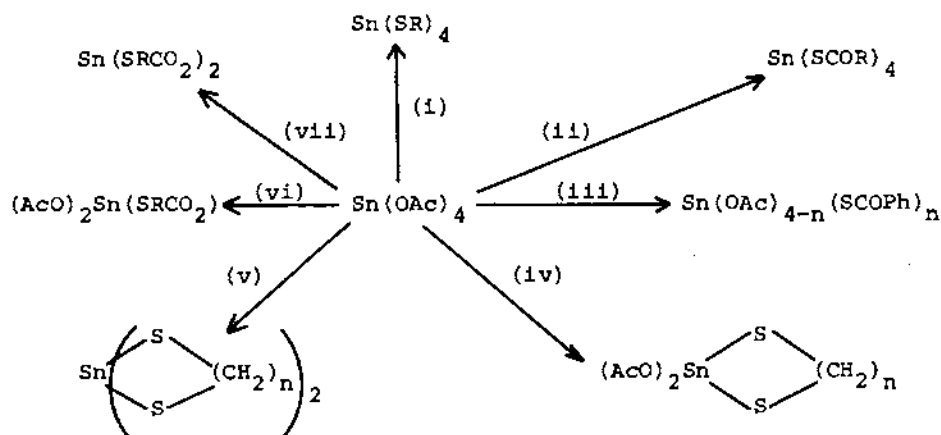 Sn(SR)4
Sn(SRCO2)2
Sn(SCOR)4
(i)
(ii)
(vii)
(vi)
(iii)
(AcO)2Sn(SRCO2)
Sn(OAc)4
Sn(OAc)4-n(SCOPh)n
(v)
(iv)
S
S
Sn
(CH2)n
2
(AcO)2Sn
(CH2)n
S
S